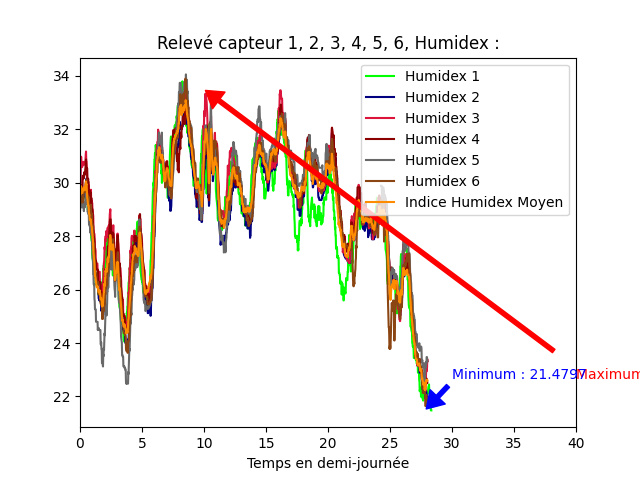 Relevé capteur 1, 2, 3, 4, 5, 6, Humidex :
Humidex 1
Humidex 2
Humidex 3
Humidex 4
Humidex 5
Humidex 6
Indice Humidex Moyen
34
32
30
28
26
24
22
Minimum : 21.4797
Maximum
0 5 10 15 20 25 30 35 40
Temps en demi-journée